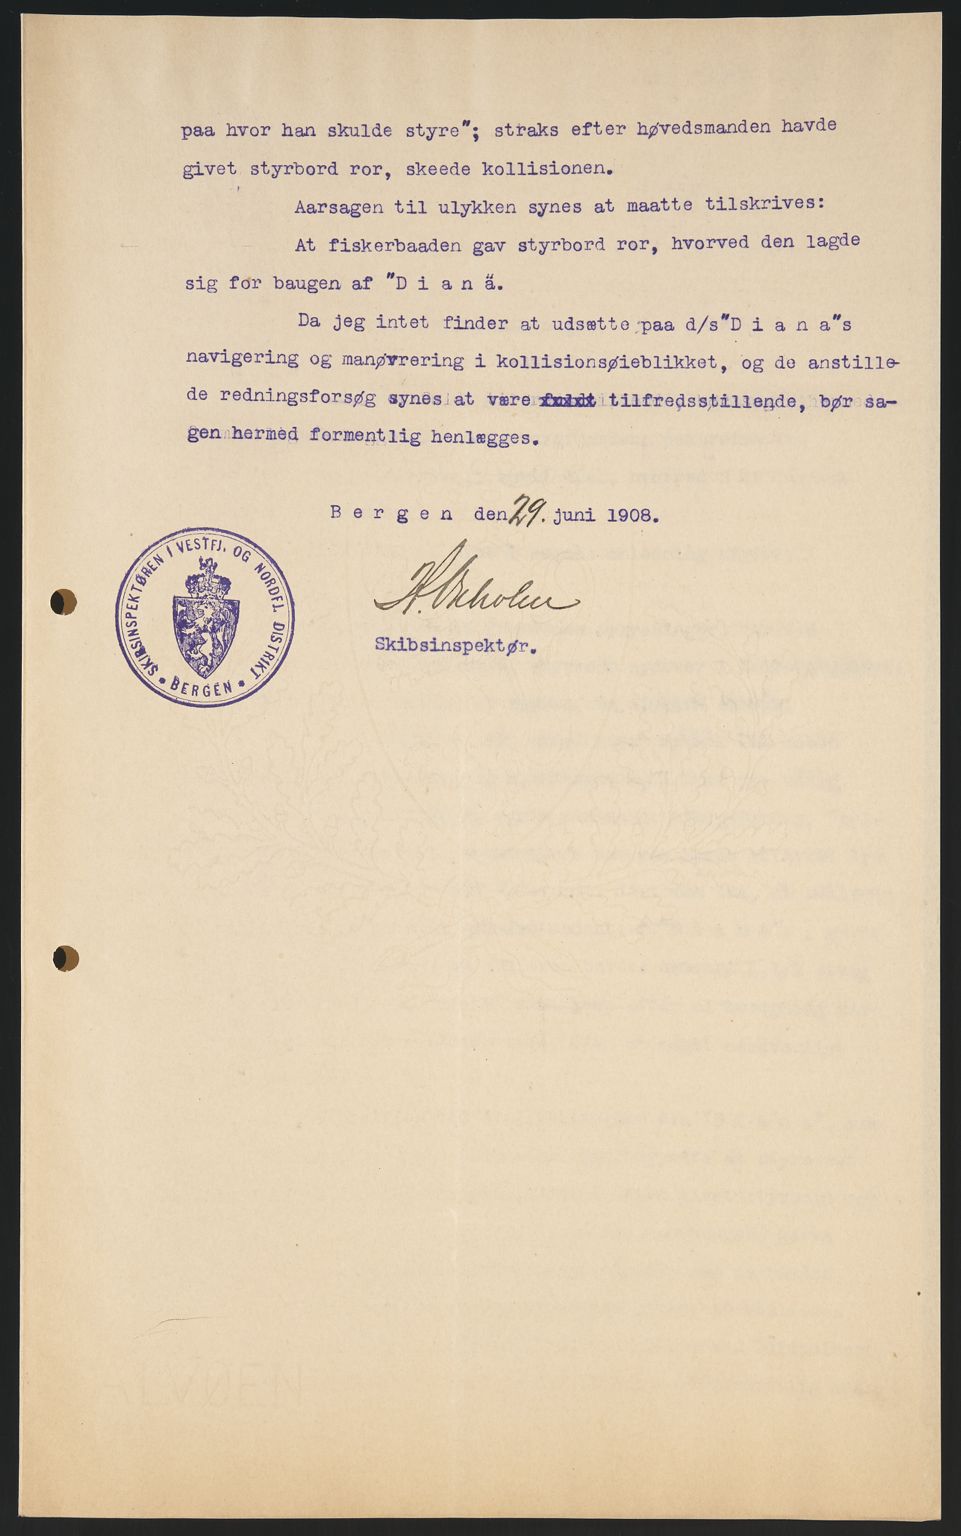 paa hvor han skulde styre"; straks efter høvedsmanden havde
givet styrbord ror, skeede kollisionen.
Aarsagen til ulykken synes at maatte tilskrives:
At fiskerbaaden gav styrbord ror, hvorved den lagde
sig for baugen af "D i a n a".
Da jeg intet finder at udsætte paa d/s"D i a n a"s
navigering og manøvrering i kollisionsøieblikket, og de anstille-
de redningsforsøg synes at være fuldt tilfredsstillende, bør sa-
gen hermed formentlig henlægges.
B e r g e n den 29. juni 1908.
SKIBSINSPEKTØREN I VESTFJ. OG NORDFJ. DISTRIKT
• BERGEN •
Skibsinspektør.